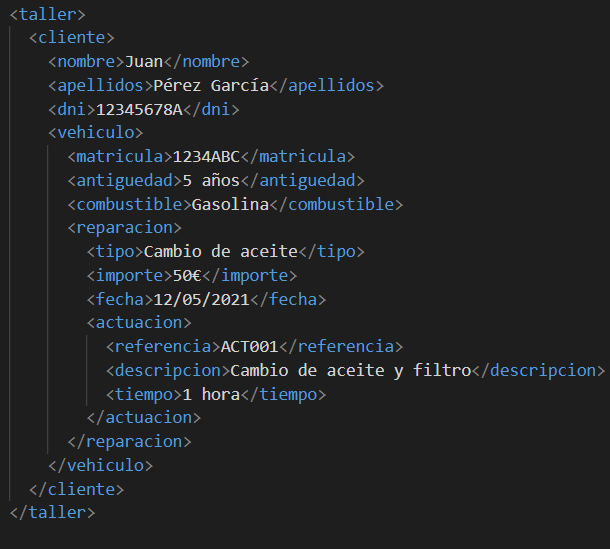 <taller>
<cliente>
<nombre>Juan</nombre>
<apellidos>Pérez García</apellidos>
<dni>12345678A</dni>
<vehiculo>
<matricula>1234ABC</matricula>
<antiguedad>5 años</antiguedad>
<combustible>Gasolina</combustible>
<reparacion>
<tipo>Cambio de aceite</tipo>
<importe>50€</importe>
<fecha>12/05/2021</fecha>
<actuacion>
<referencia>ACT001</referencia>
<descripcion>Cambio de aceite y filtro</descripcion>
<tiempo>1 hora</tiempo>
</actuacion>
</reparacion>
</vehiculo>
</cliente>
</taller>